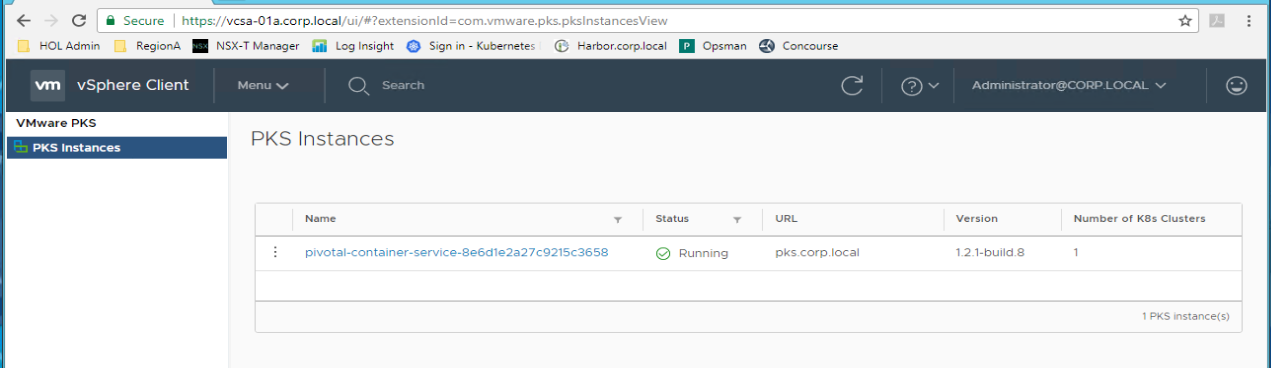 Secure https://vcsa-01a.corp.local/ui/#?extensionId=com.vmware.pks.pksInstancesView
HOL Admin RegionA NSX NSX-T Manager Log Insight Sign in - Kubernetes Harbor.corp.local P Opsman Concourse
vm vSphere Client Menu Search ? Administrator@CORP.LOCAL
VMware PKS
PKS Instances
PKS Instances
Name Status URL Version Number of K8s Clusters
pivotal-container-service-8e6d1e2a27c9215c3658 Running pks.corp.local 1.2.1-build.8 1
1 PKS instance(s)